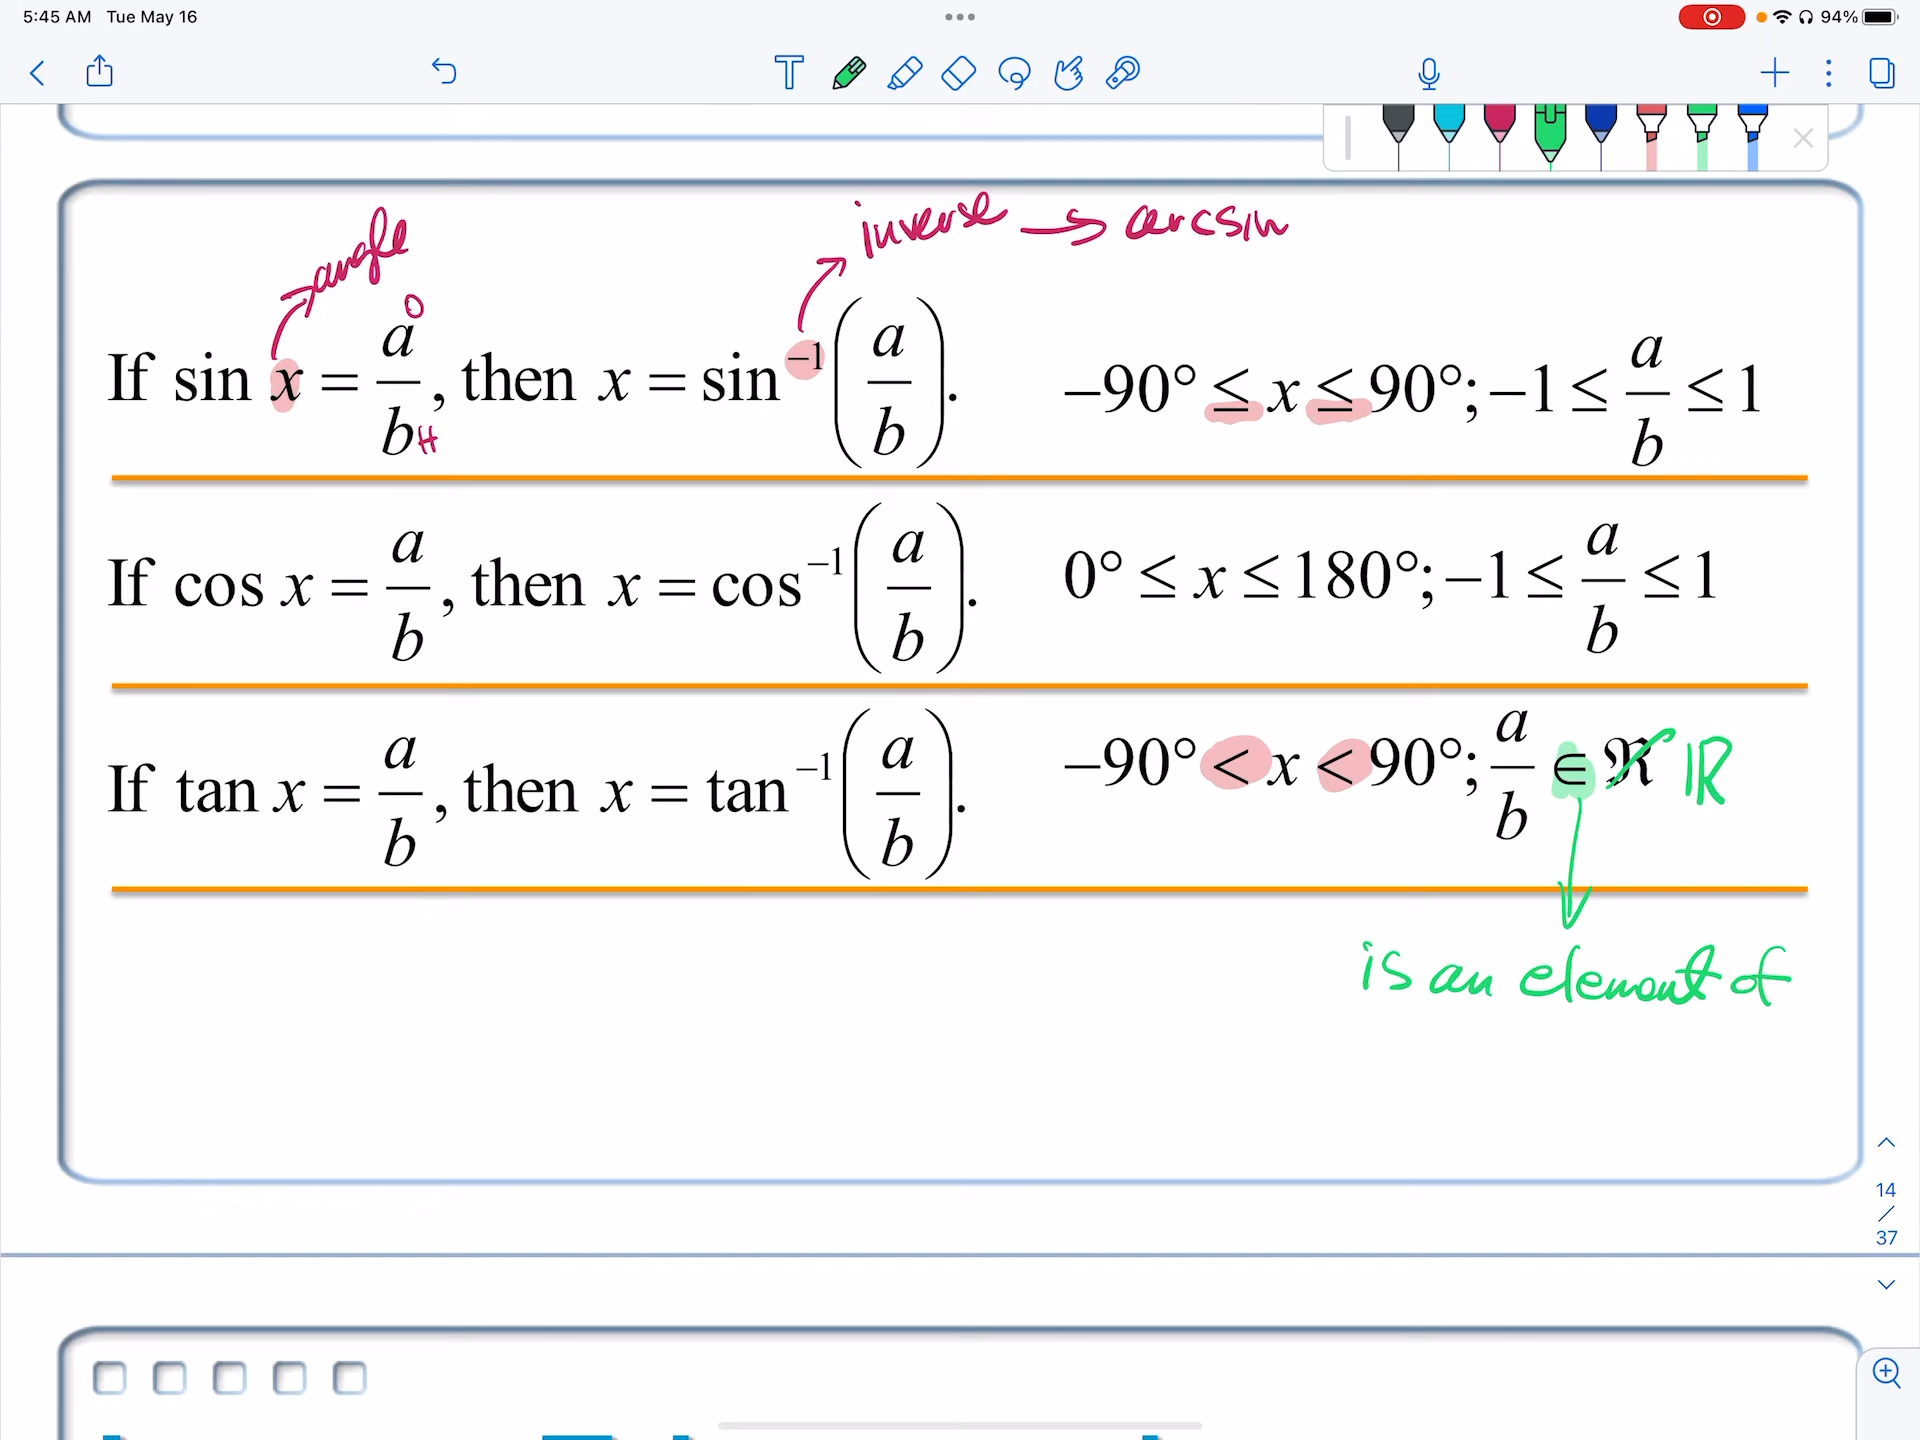 5:45 AM Tue May 16
94%
inverse → arcsin
angle
O
If sin x = a/b, then x = sin⁻¹(a/b). −90° ≤ x ≤ 90°; −1 ≤ a/b ≤ 1
H
If cos x = a/b, then x = cos⁻¹(a/b). 0° ≤ x ≤ 180°; −1 ≤ a/b ≤ 1
If tan x = a/b, then x = tan⁻¹(a/b). −90° < x < 90°; a/b ∈ ℜ ℝ
is an element of
14
/
37